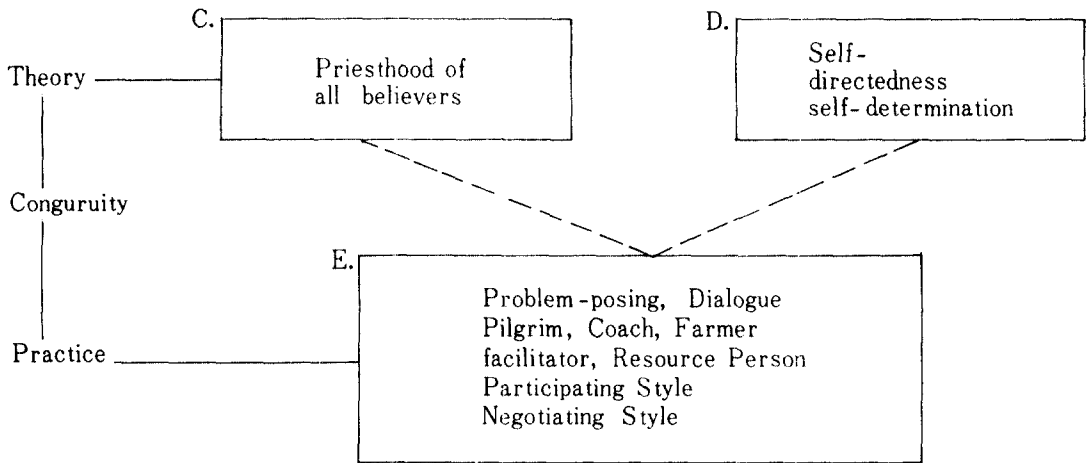 C.
Priesthood of
all believers
D.
Self-
directedness
self-determination
Theory
Conguruity
Practice
E.
Problem-posing, Dialogue
Pilgrim, Coach, Farmer
facilitator, Resource Person
Participating Style
Negotiating Style